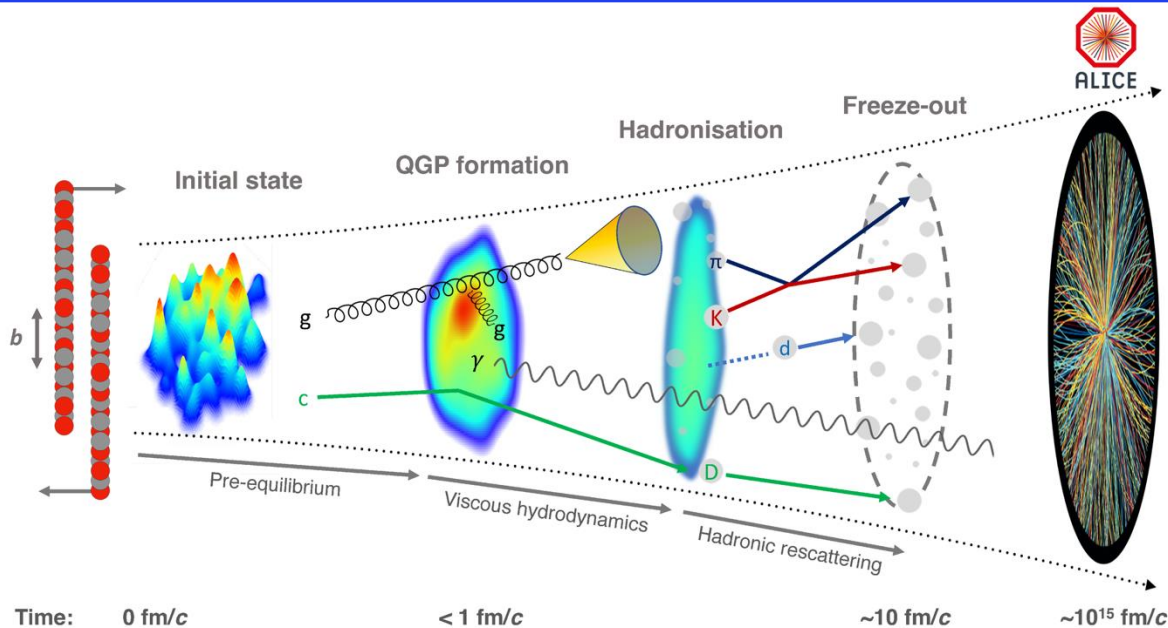 ALICE
Freeze-out
Hadronisation
QGP formation
Initial state
b
g
g
γ
c
π
K
d
D
Pre-equilibrium
Viscous hydrodynamics
Hadronic rescattering
Time: 0 fm/c < 1 fm/c ~10 fm/c ~10¹⁵ fm/c